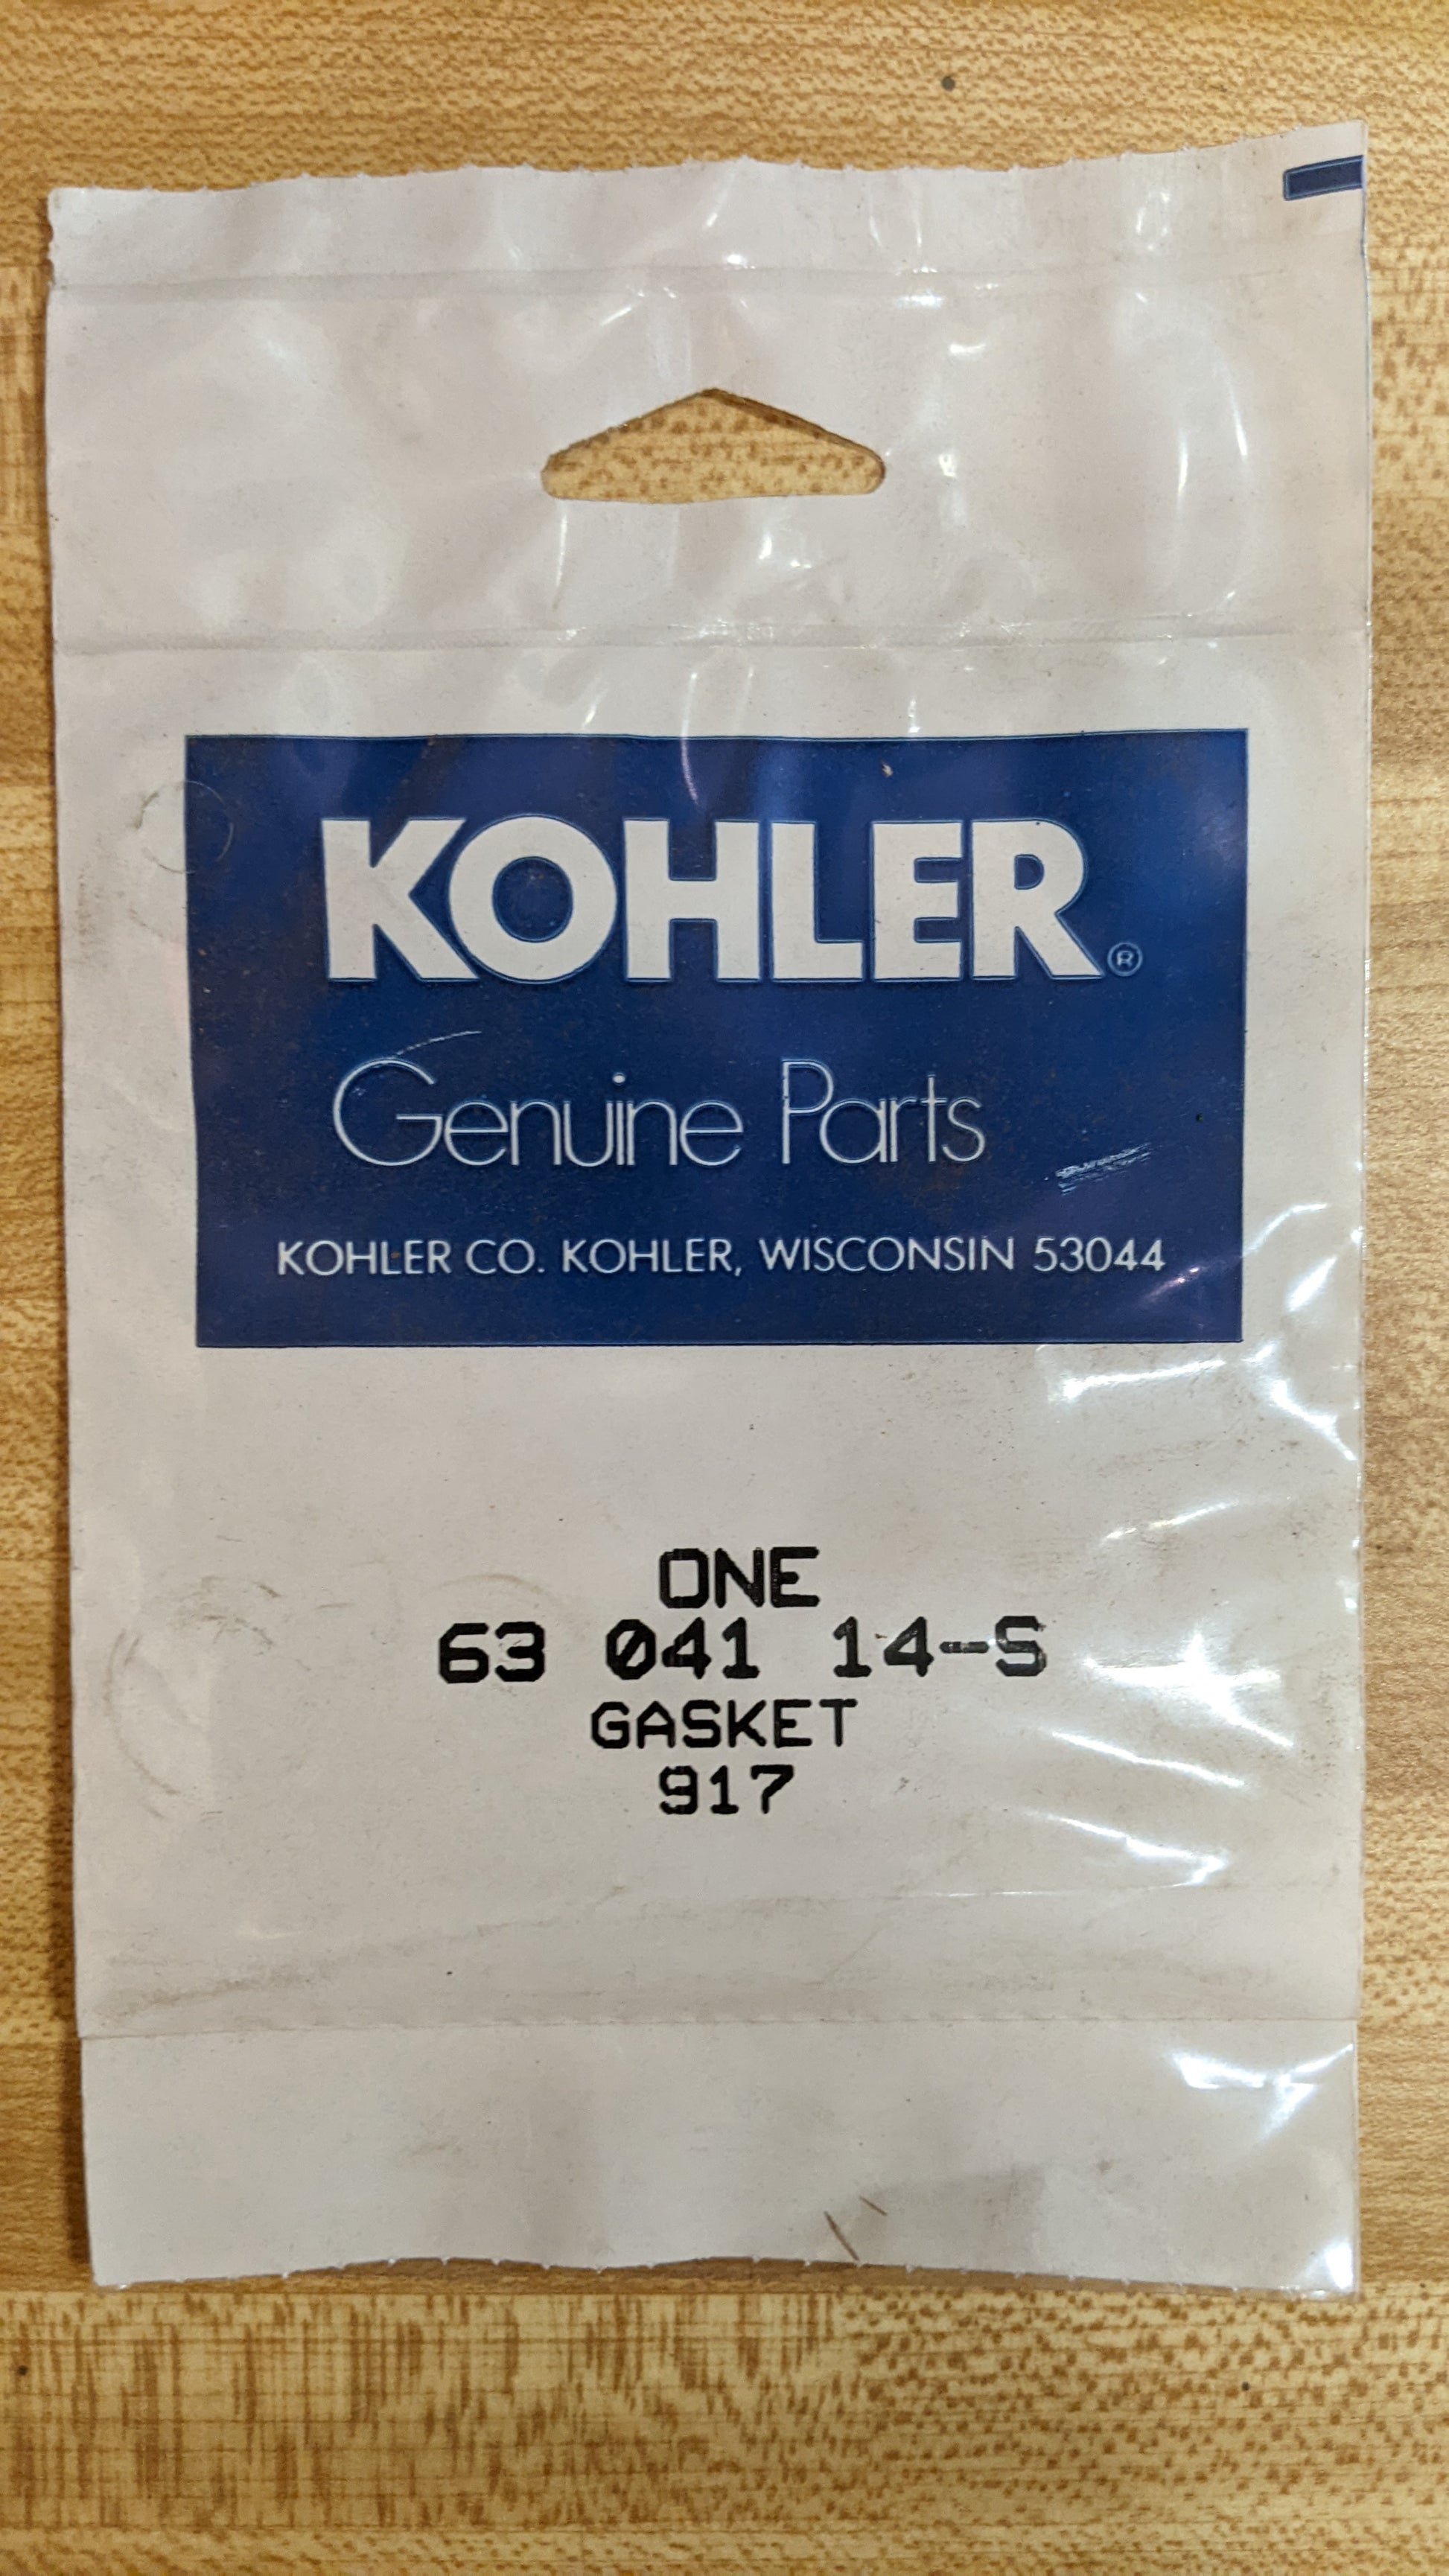 KOHLER®
Genuine Parts
KOHLER CO. KOHLER, WISCONSIN 53044
ONE
63 041 14-S
GASKET
917